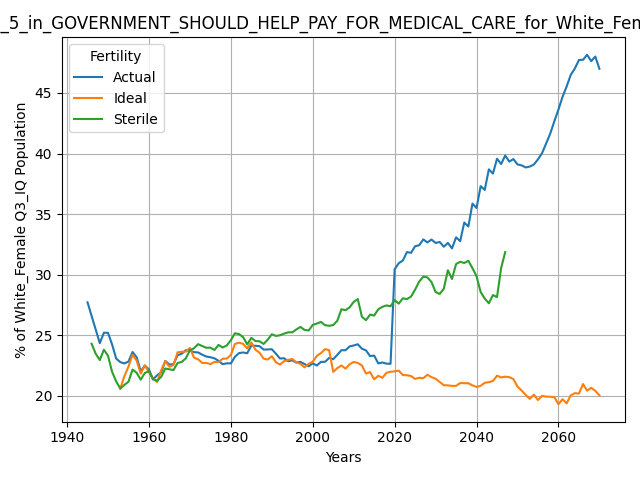 _5_in_GOVERNMENT_SHOULD_HELP_PAY_FOR_MEDICAL_CARE_for_White_Fem
Fertility
Actual
Ideal
Sterile
% of White_Female Q3_IQ Population
45
40
35
30
25
20
1940 1960 1980 2000 2020 2040 2060
Years